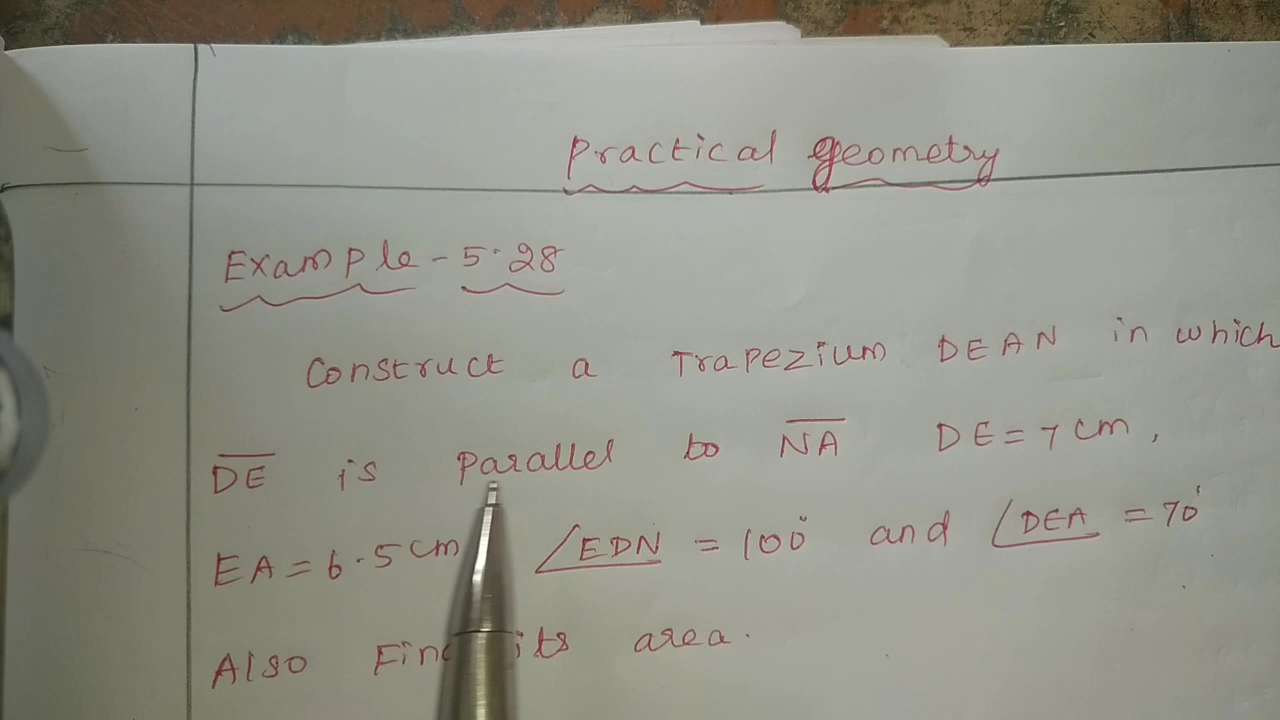 Practical geometry
Example - 5.28
Construct a Trapezium DEAN in which
DE is parallel to NA DE = 7 cm,
EA = 6.5 cm ∠EDN = 100° and ∠DEA = 70°
Also Find its area.